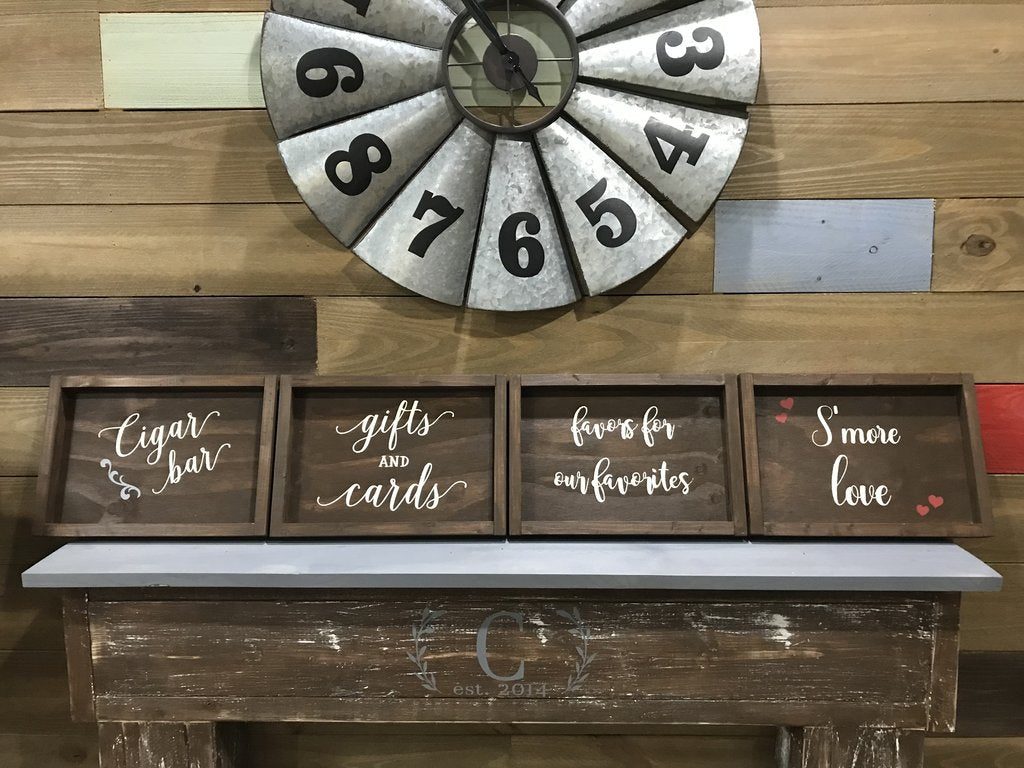 9
3
8
4
7
6
5
Cigar
bar
gifts
AND
cards
favors for
our favorites
S'more
love
C
est. 2014